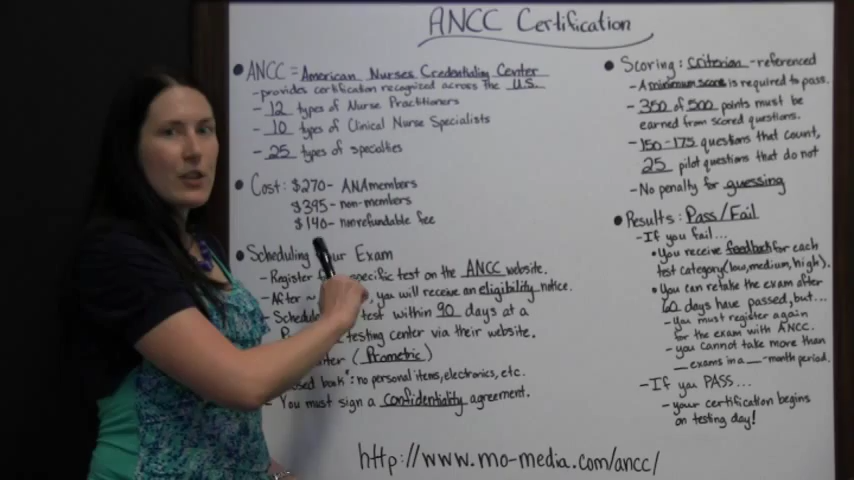 ANCC Certification
ANCC = American Nurses Credentialing Center
- provides certification recognized across the U.S.
- 12 types of Nurse Practitioners
- 10 types of Clinical Nurse Specialists
- 25 types of specialties
Cost: $270- ANA members
$395- non-members
$140- nonrefundable fee
Scheduling Exam
- Register specific test on the ANCC website.
- After ~ , you will receive an eligibility notice.
- Schedule test within 90 days at a
testing center via their website.
(Prometric)
book": no personal items, electronics, etc.
- You must sign a confidentiality agreement.
Scoring: criterion-referenced
- A minimum score is required to pass.
- 350 of 500 points must be
earned from scored questions.
- 150-175 questions that count,
25 pilot questions that do not
- No penalty for guessing
Results: Pass/Fail
- If you fail...
• You receive feedback for each
test category (low, medium, high).
• You can retake the exam after
60 days have passed, but...
- You must register again
for the exam with ANCC.
- you cannot take more than
__ exams in a __-month period.
- If you PASS...
- your certification begins
on testing day!
http://www.mo-media.com/ancc/